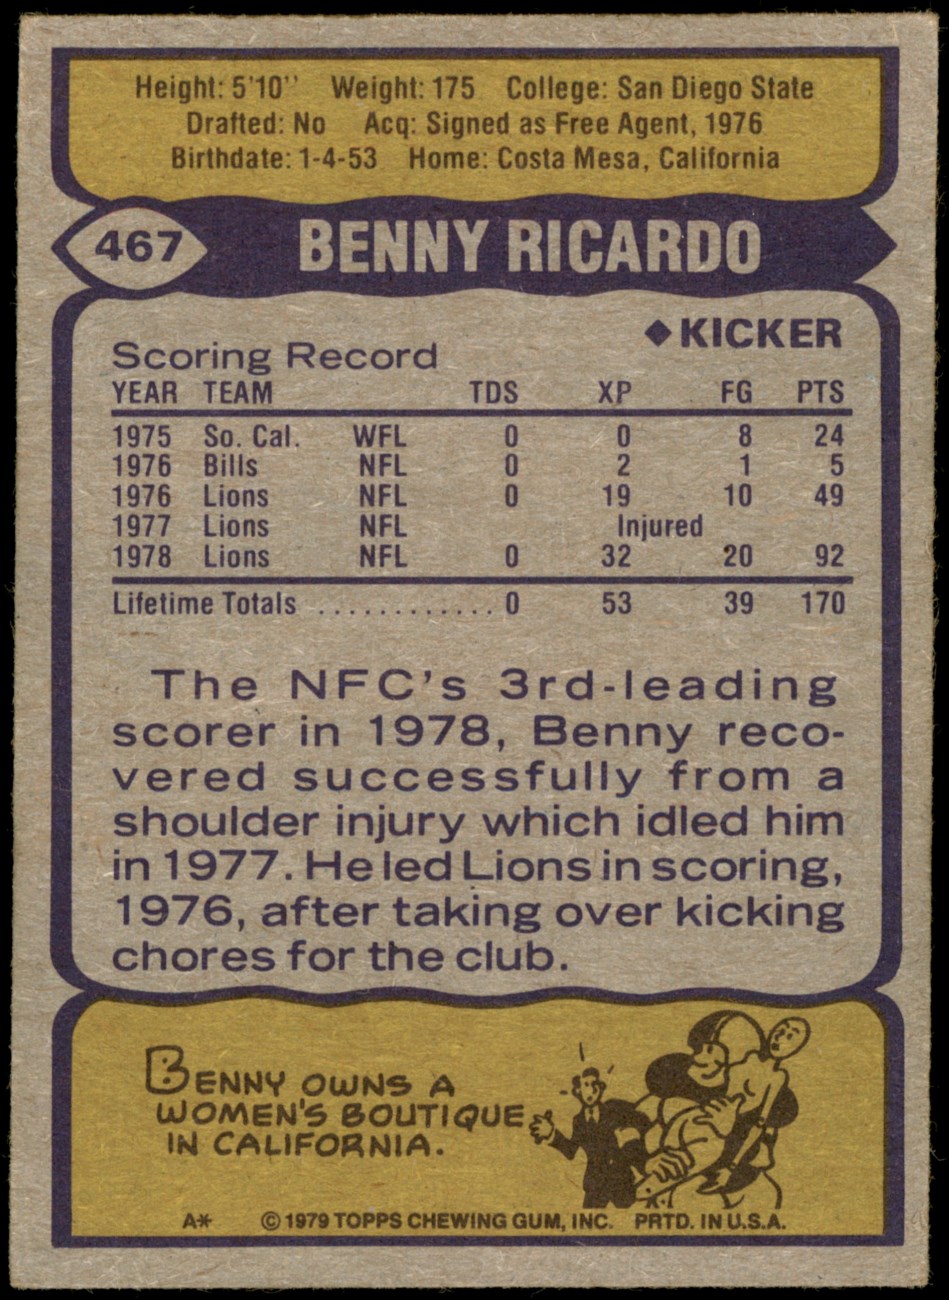 Height: 5'10'' Weight: 175 College: San Diego State
Drafted: No Acq: Signed as Free Agent, 1976
Birthdate: 1-4-53 Home: Costa Mesa, California
467 BENNY RICARDO
◆KICKER
Scoring Record
YEAR TEAM TDS XP FG PTS
1975 So. Cal. WFL 0 0 8 24
1976 Bills NFL 0 2 1 5
1976 Lions NFL 0 19 10 49
1977 Lions NFL Injured
1978 Lions NFL 0 32 20 92
Lifetime Totals ............. 0 53 39 170
The NFC's 3rd-leading
scorer in 1978, Benny reco-
vered successfully from a
shoulder injury which idled him
in 1977. He led Lions in scoring,
1976, after taking over kicking
chores for the club.
BENNY OWNS A
WOMEN'S BOUTIQUE
IN CALIFORNIA.
A* © 1979 TOPPS CHEWING GUM, INC. PRTD. IN U.S.A.